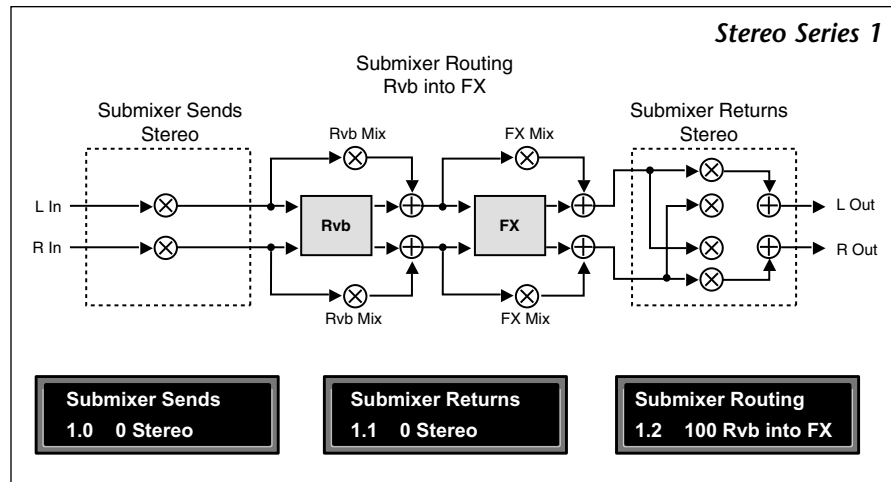 Stereo Series 1
Submixer Routing
Rvb into FX
Submixer Sends
Stereo
Submixer Returns
Stereo
Rvb Mix
FX Mix
L In
R In
Rvb
FX
L Out
R Out
Rvb Mix
FX Mix
Submixer Sends
1.0 0 Stereo
Submixer Returns
1.1 0 Stereo
Submixer Routing
1.2 100 Rvb into FX